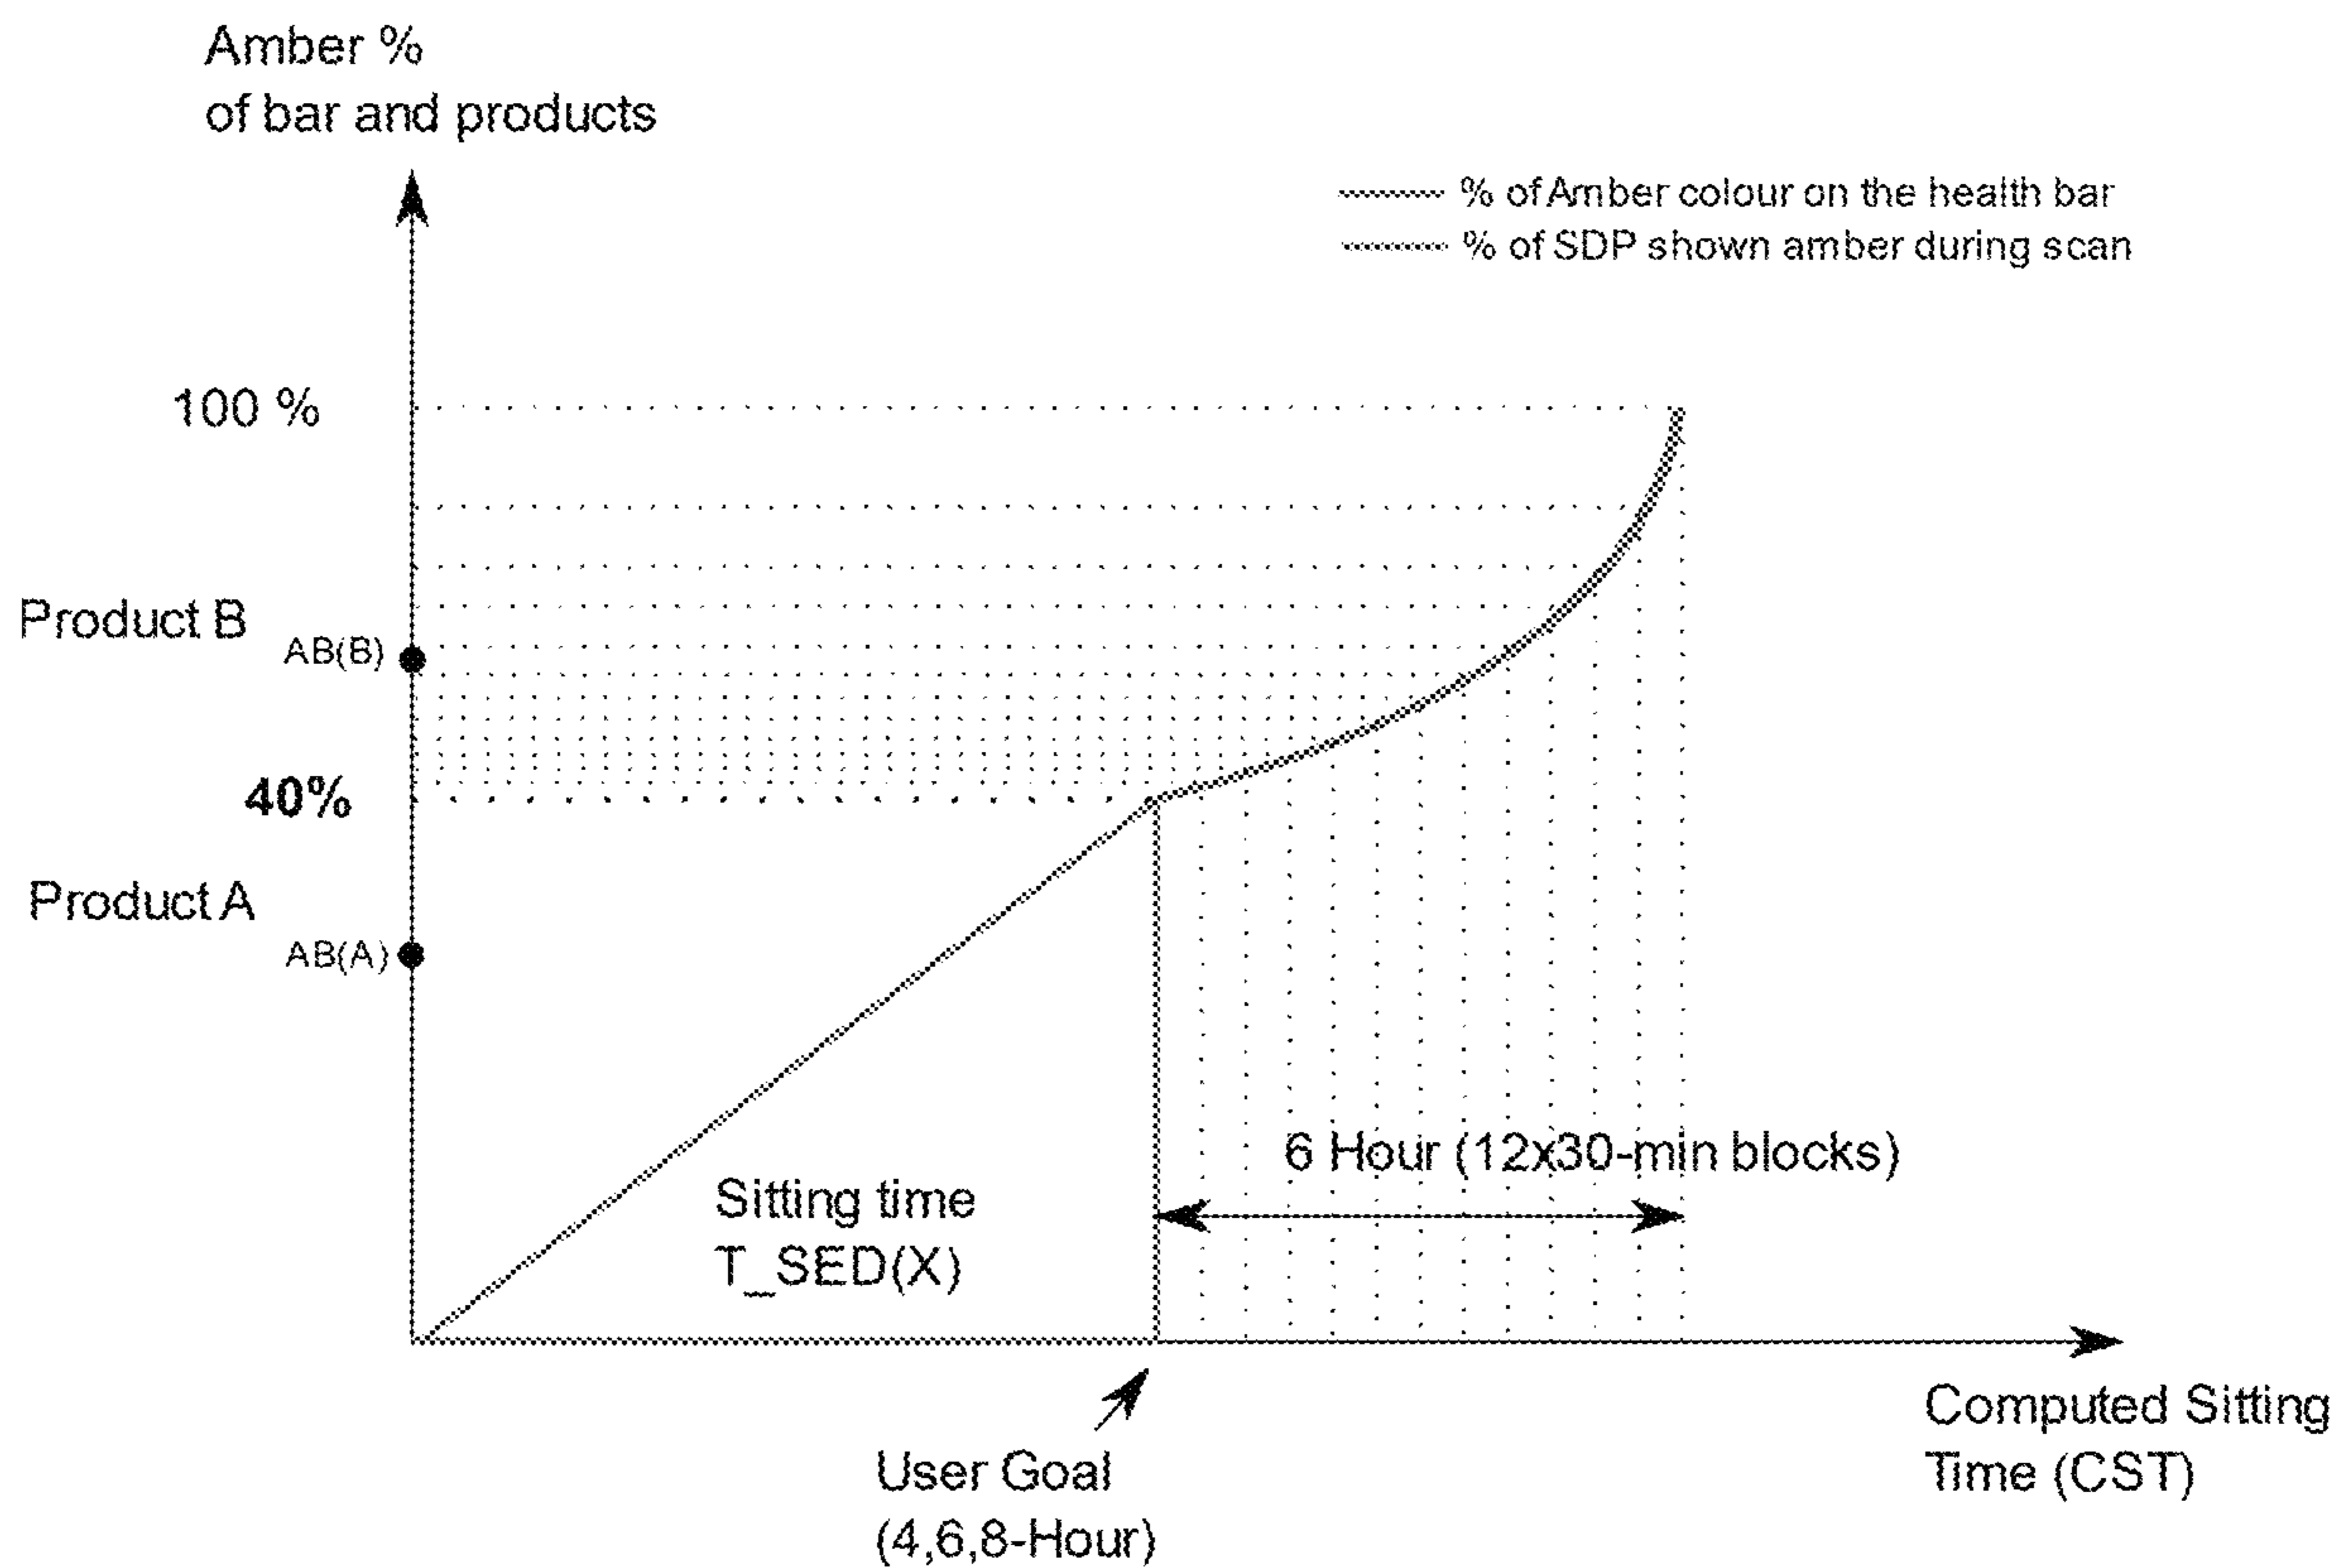 Amber %
of bar and products
% of Amber colour on the health bar
% of SDP shown amber during scan
100 %
Product B
AB(B)
40%
Product A
AB(A)
6 Hour (12x30-min blocks)
Sitting time
T_SED(X)
Computed Sitting
Time (CST)
User Goal
(4,6,8-Hour)